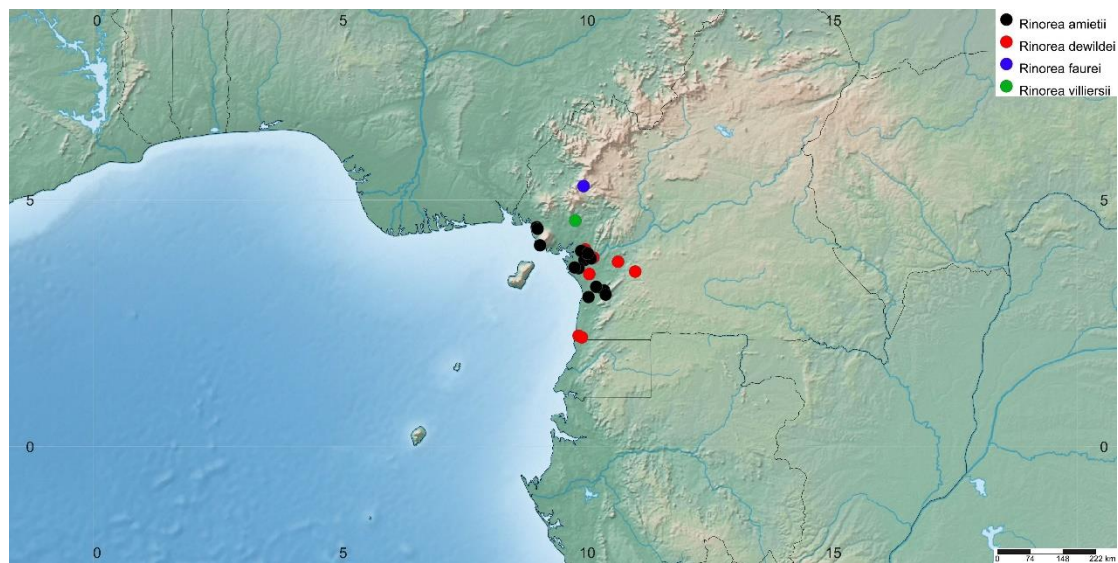 0 5 10 15
Rinorea amietii
Rinorea dewildei
Rinorea faurei
Rinorea villiersii
5 5
0 0
0 5 10 15
0 74 148 222 km